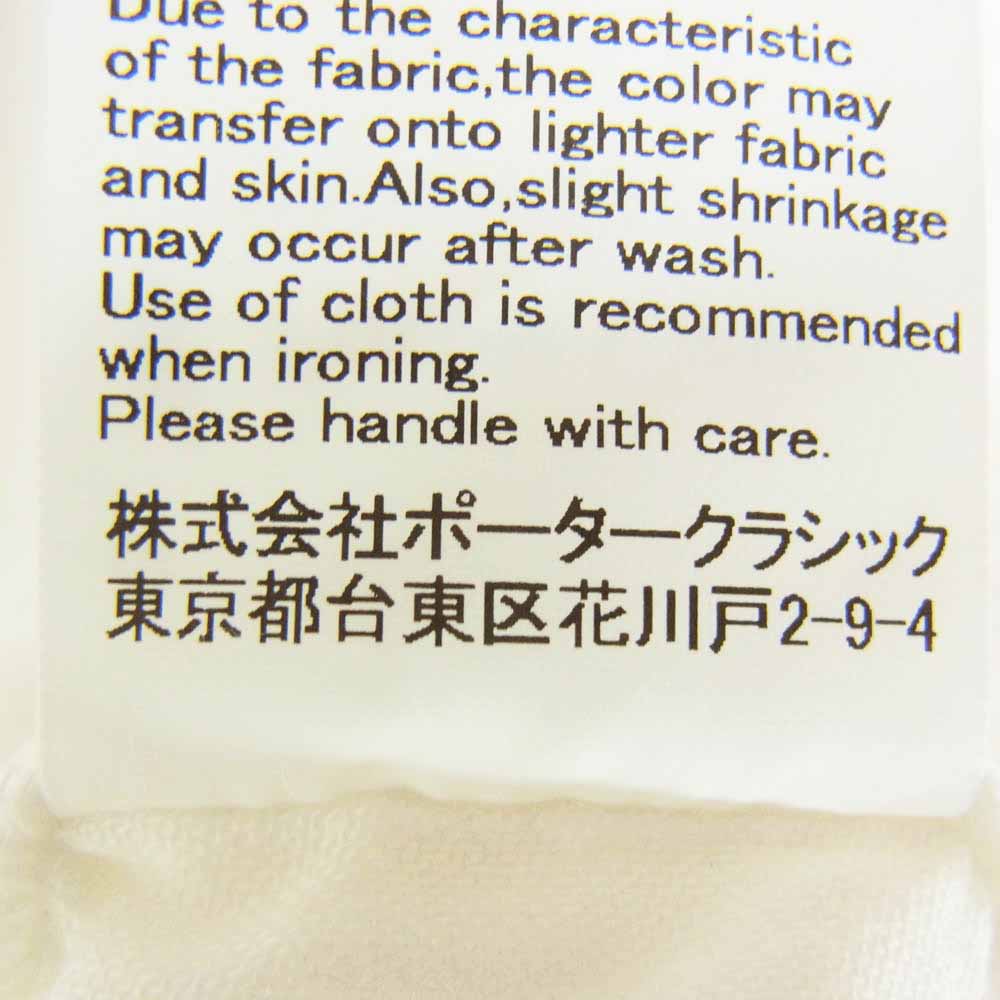 Due to the characteristic
of the fabric,the color may
transfer onto lighter fabric
and skin.Also,slight shrinkage
may occur after wash.
Use of cloth is recommended
when ironing.
Please handle with care.
株式会社ポータークラシック
東京都台東区花川戸2-9-4